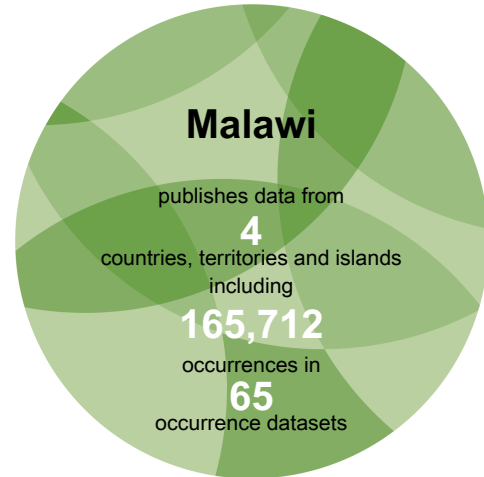 Malawi
publishes data from
4
countries, territories and islands
including
165,712
occurrences in
65
occurrence datasets